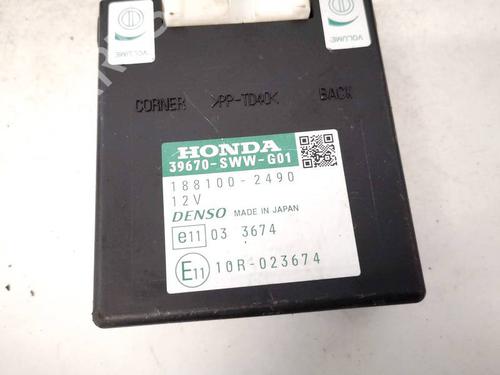 VOLUME
VOLUME
CORNER >PP-TD40< BACK
HONDA
39670-SWW-G01
188100-2490
12V
DENSO MADE IN JAPAN
e11 03 3674
E11 10R-023674